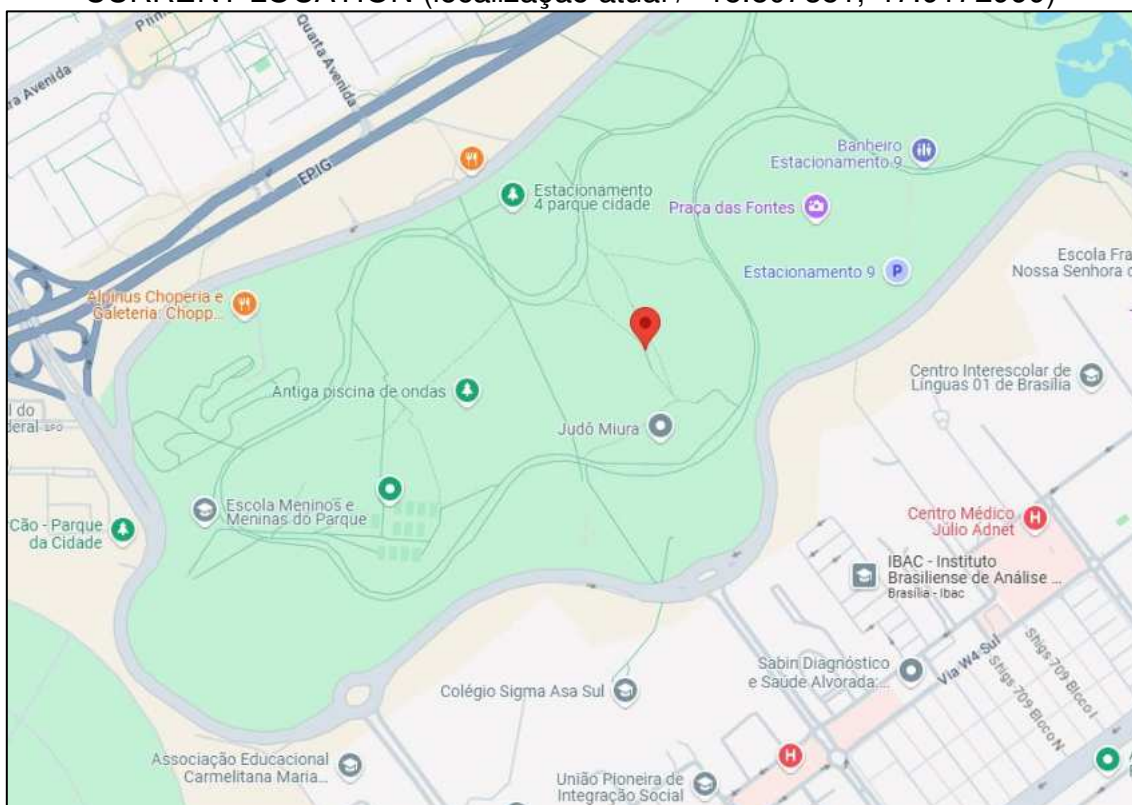 Quarta Avenida
EPIG
Banheiro
Estacionamento 9
Estacionamento
4 parque cidade
Praça das Fontes
Estacionamento 9
Nossa Senhora
Alpinus Choperia e
Galeteria: Chopp...
Centro Interescolar de
Línguas 01 de Brasília
Antiga piscina de ondas
Judô Miura
Escola Meninos e
Meninas do Parque
Cão - Parque
da Cidade
Centro Médico
Júlio Adnet
IBAC - Instituto
Brasiliense de Análise ...
Brasília - Ibac
Via W4 Sul
Shigs 709 Bloco I
Shigs 709 Bloco N
Sabin Diagnóstico
e Saúde Alvorada:...
Colégio Sigma Asa Sul
Associação Educacional
Carmelitana Maria...
União Pioneira de
Integração Social